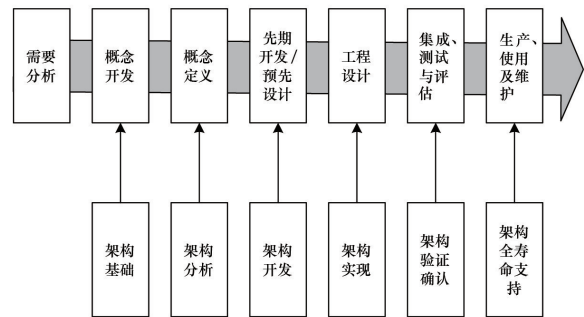 需要
分析
概念
开发
概念
定义
先期
开发/
预先
设计
工程
设计
集成、
测试
与评
估
生产、
使用
及维
护
架构
基础
架构
分析
架构
开发
架构
实现
架构
验证
确认
架构
全寿
命支
持